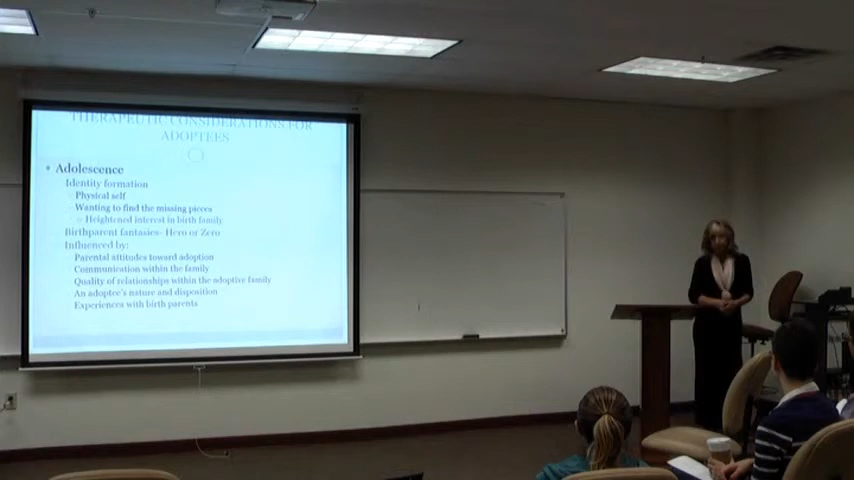 THERAPEUTIC CONSIDERATIONS FOR
ADOPTEES
Adolescence
Identity formation
Physical self
Wanting to find the missing pieces
Heightened interest in birth family
Birthparent fantasies- Hero or Zero
Influenced by:
Parental attitudes toward adoption
Communication within the family
Quality of relationships within the adoptive family
An adoptee's nature and disposition
Experiences with birth parents